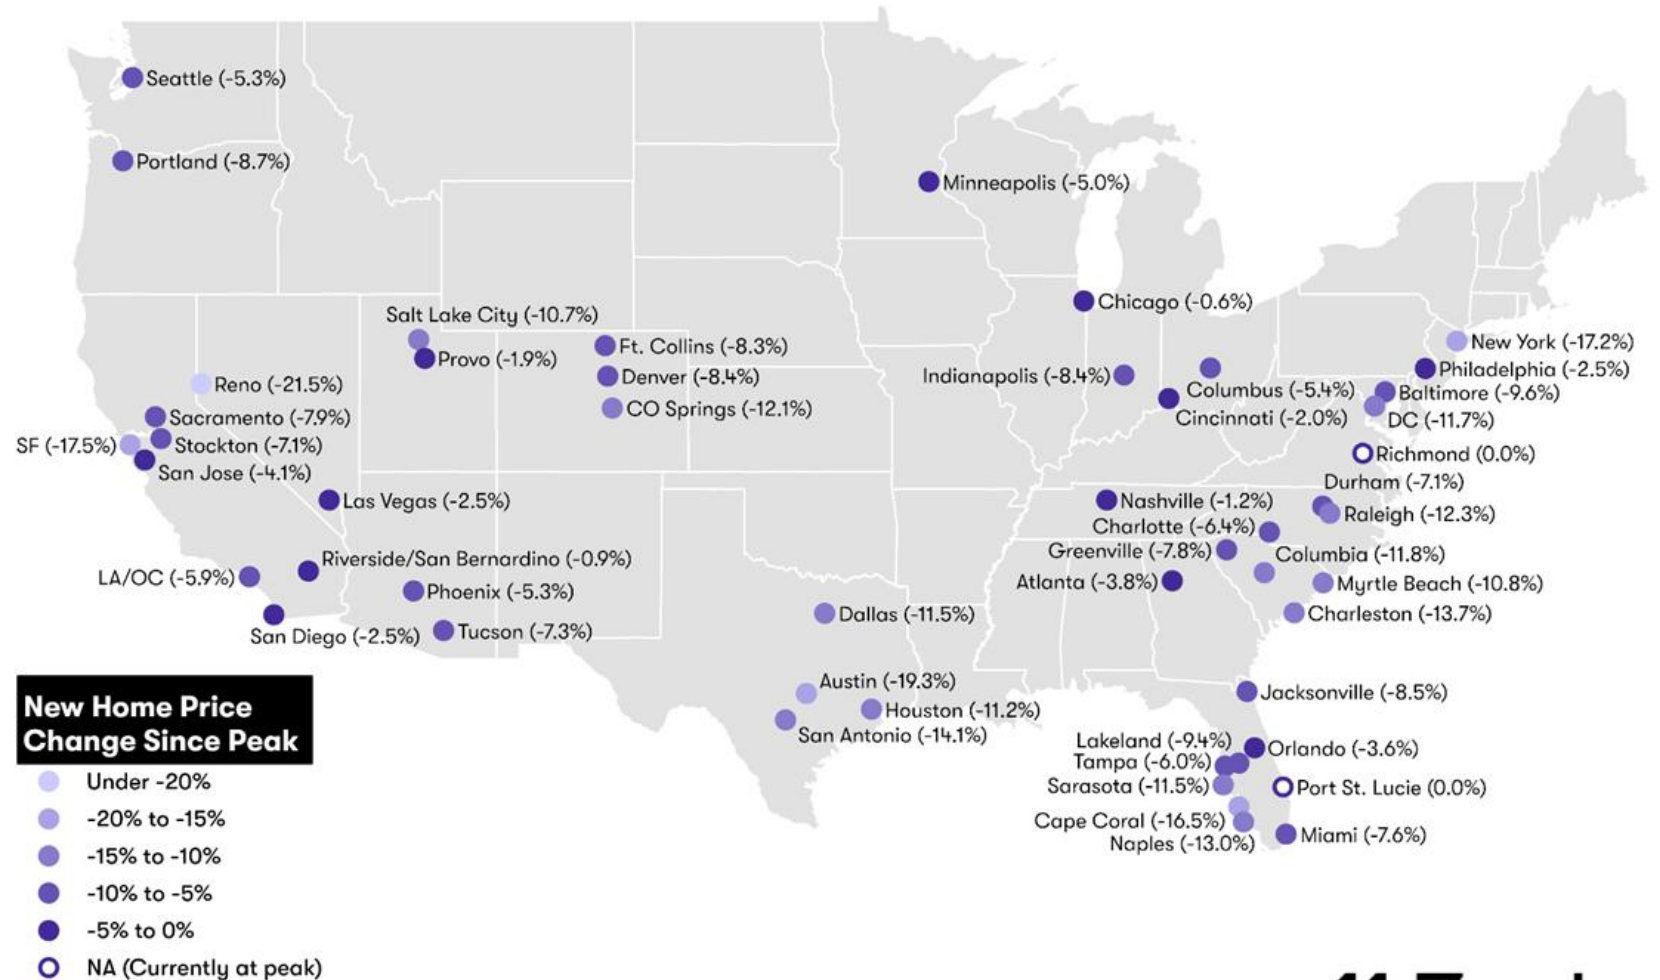 Seattle (-5.3%)
Portland (-8.7%)
Minneapolis (-5.0%)
Chicago (-0.6%)
Salt Lake City (-10.7%)
Provo (-1.9%)
Ft. Collins (-8.3%)
Denver (-8.4%)
CO Springs (-12.1%)
Reno (-21.5%)
Sacramento (-7.9%)
SF (-17.5%)
Stockton (-7.1%)
San Jose (-4.1%)
Las Vegas (-2.5%)
Riverside/San Bernardino (-0.9%)
LA/OC (-5.9%)
Phoenix (-5.3%)
San Diego (-2.5%)
Tucson (-7.3%)
Indianapolis (-8.4%)
Columbus (-5.4%)
Cincinnati (-2.0%)
New York (-17.2%)
Philadelphia (-2.5%)
Baltimore (-9.6%)
DC (-11.7%)
Richmond (0.0%)
Durham (-7.1%)
Raleigh (-12.3%)
Nashville (-1.2%)
Charlotte (-6.4%)
Greenville (-7.8%)
Columbia (-11.8%)
Atlanta (-3.8%)
Myrtle Beach (-10.8%)
Charleston (-13.7%)
Dallas (-11.5%)
Austin (-19.3%)
Houston (-11.2%)
San Antonio (-14.1%)
Jacksonville (-8.5%)
Lakeland (-9.4%)
Orlando (-3.6%)
Tampa (-6.0%)
Sarasota (-11.5%)
Port St. Lucie (0.0%)
Cape Coral (-16.5%)
Naples (-13.0%)
Miami (-7.6%)
New Home Price
Change Since Peak
Under -20%
-20% to -15%
-15% to -10%
-10% to -5%
-5% to 0%
NA (Currently at peak)